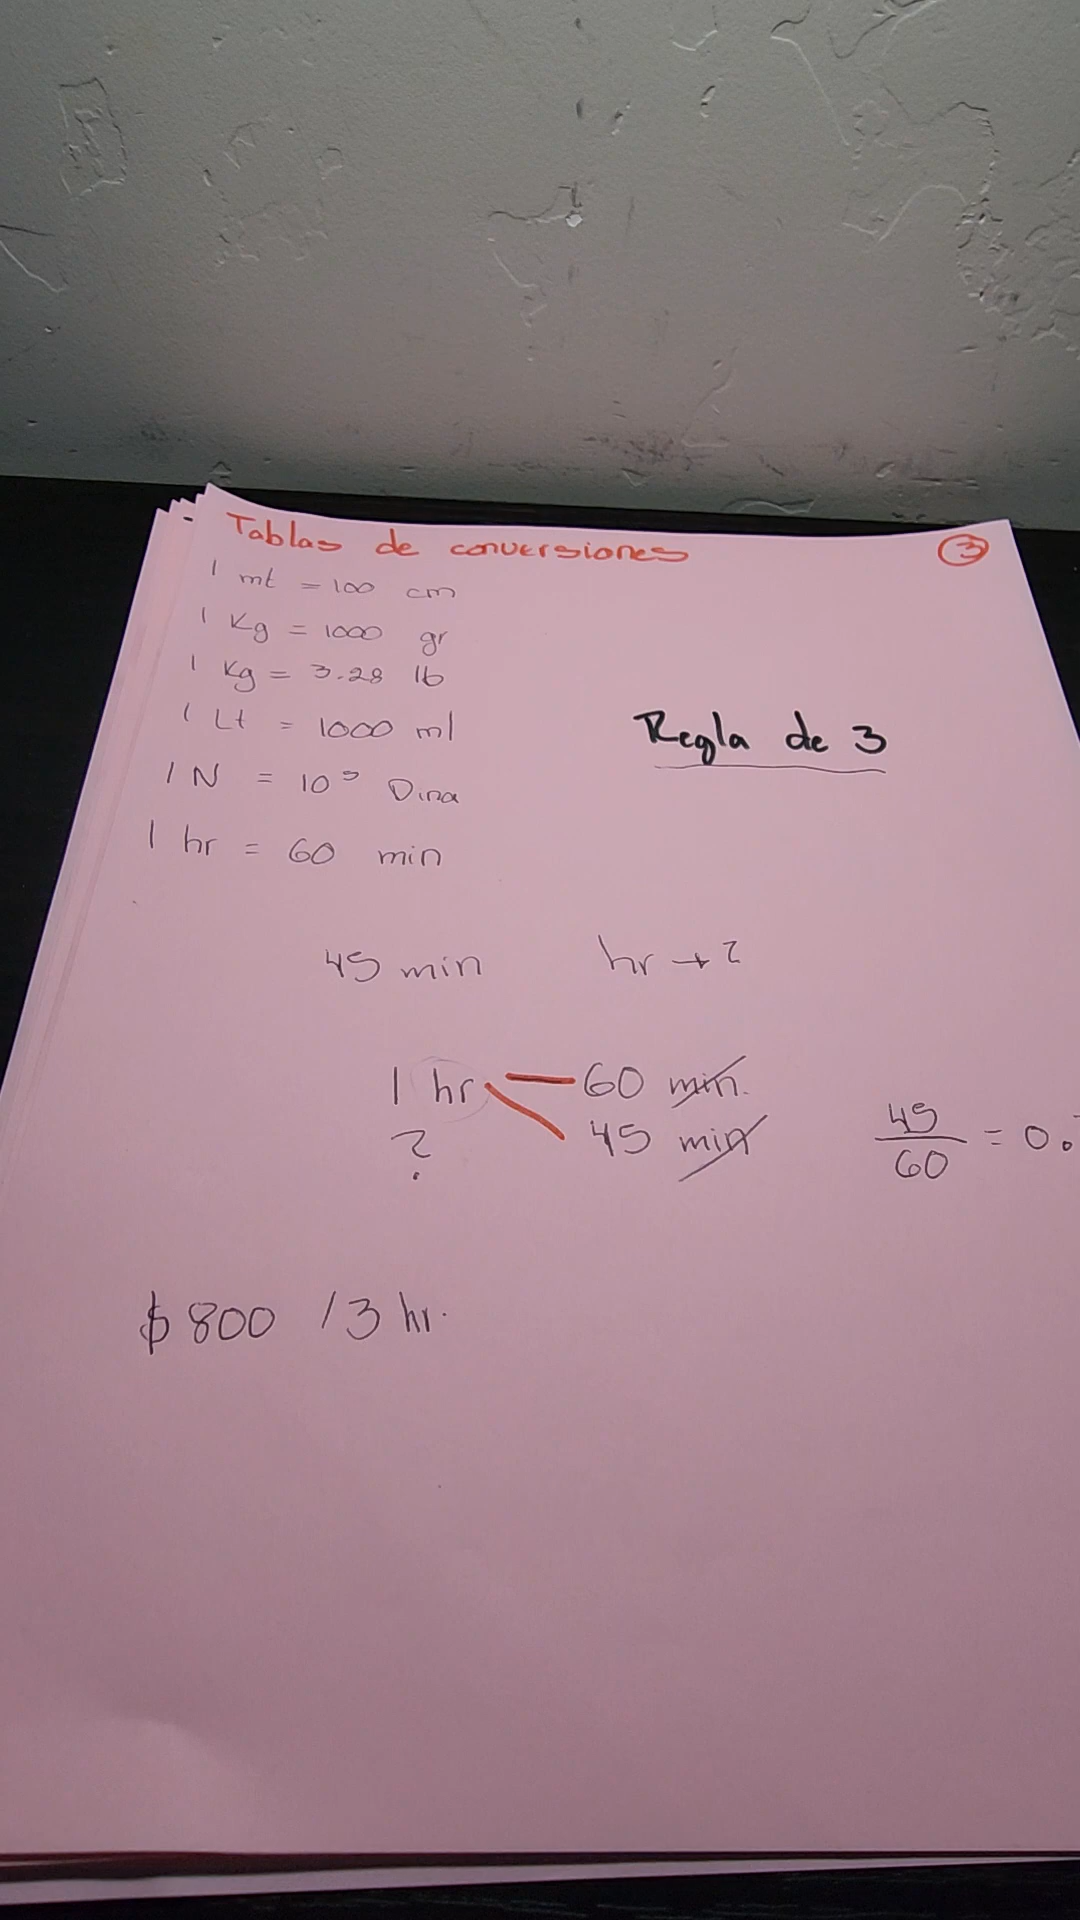 Tablas de conversiones
3
1 mt = 100 cm
1 Kg = 1000 gr
1 Kg = 3.28 lb
1 Lt = 1000 ml
Regla de 3
1 N = 10⁵ Dina
1 hr = 60 min
45 min hr → ?
1 hr 60 min.
? 45 min
45/60 = 0.
$ 800 / 3 hr.